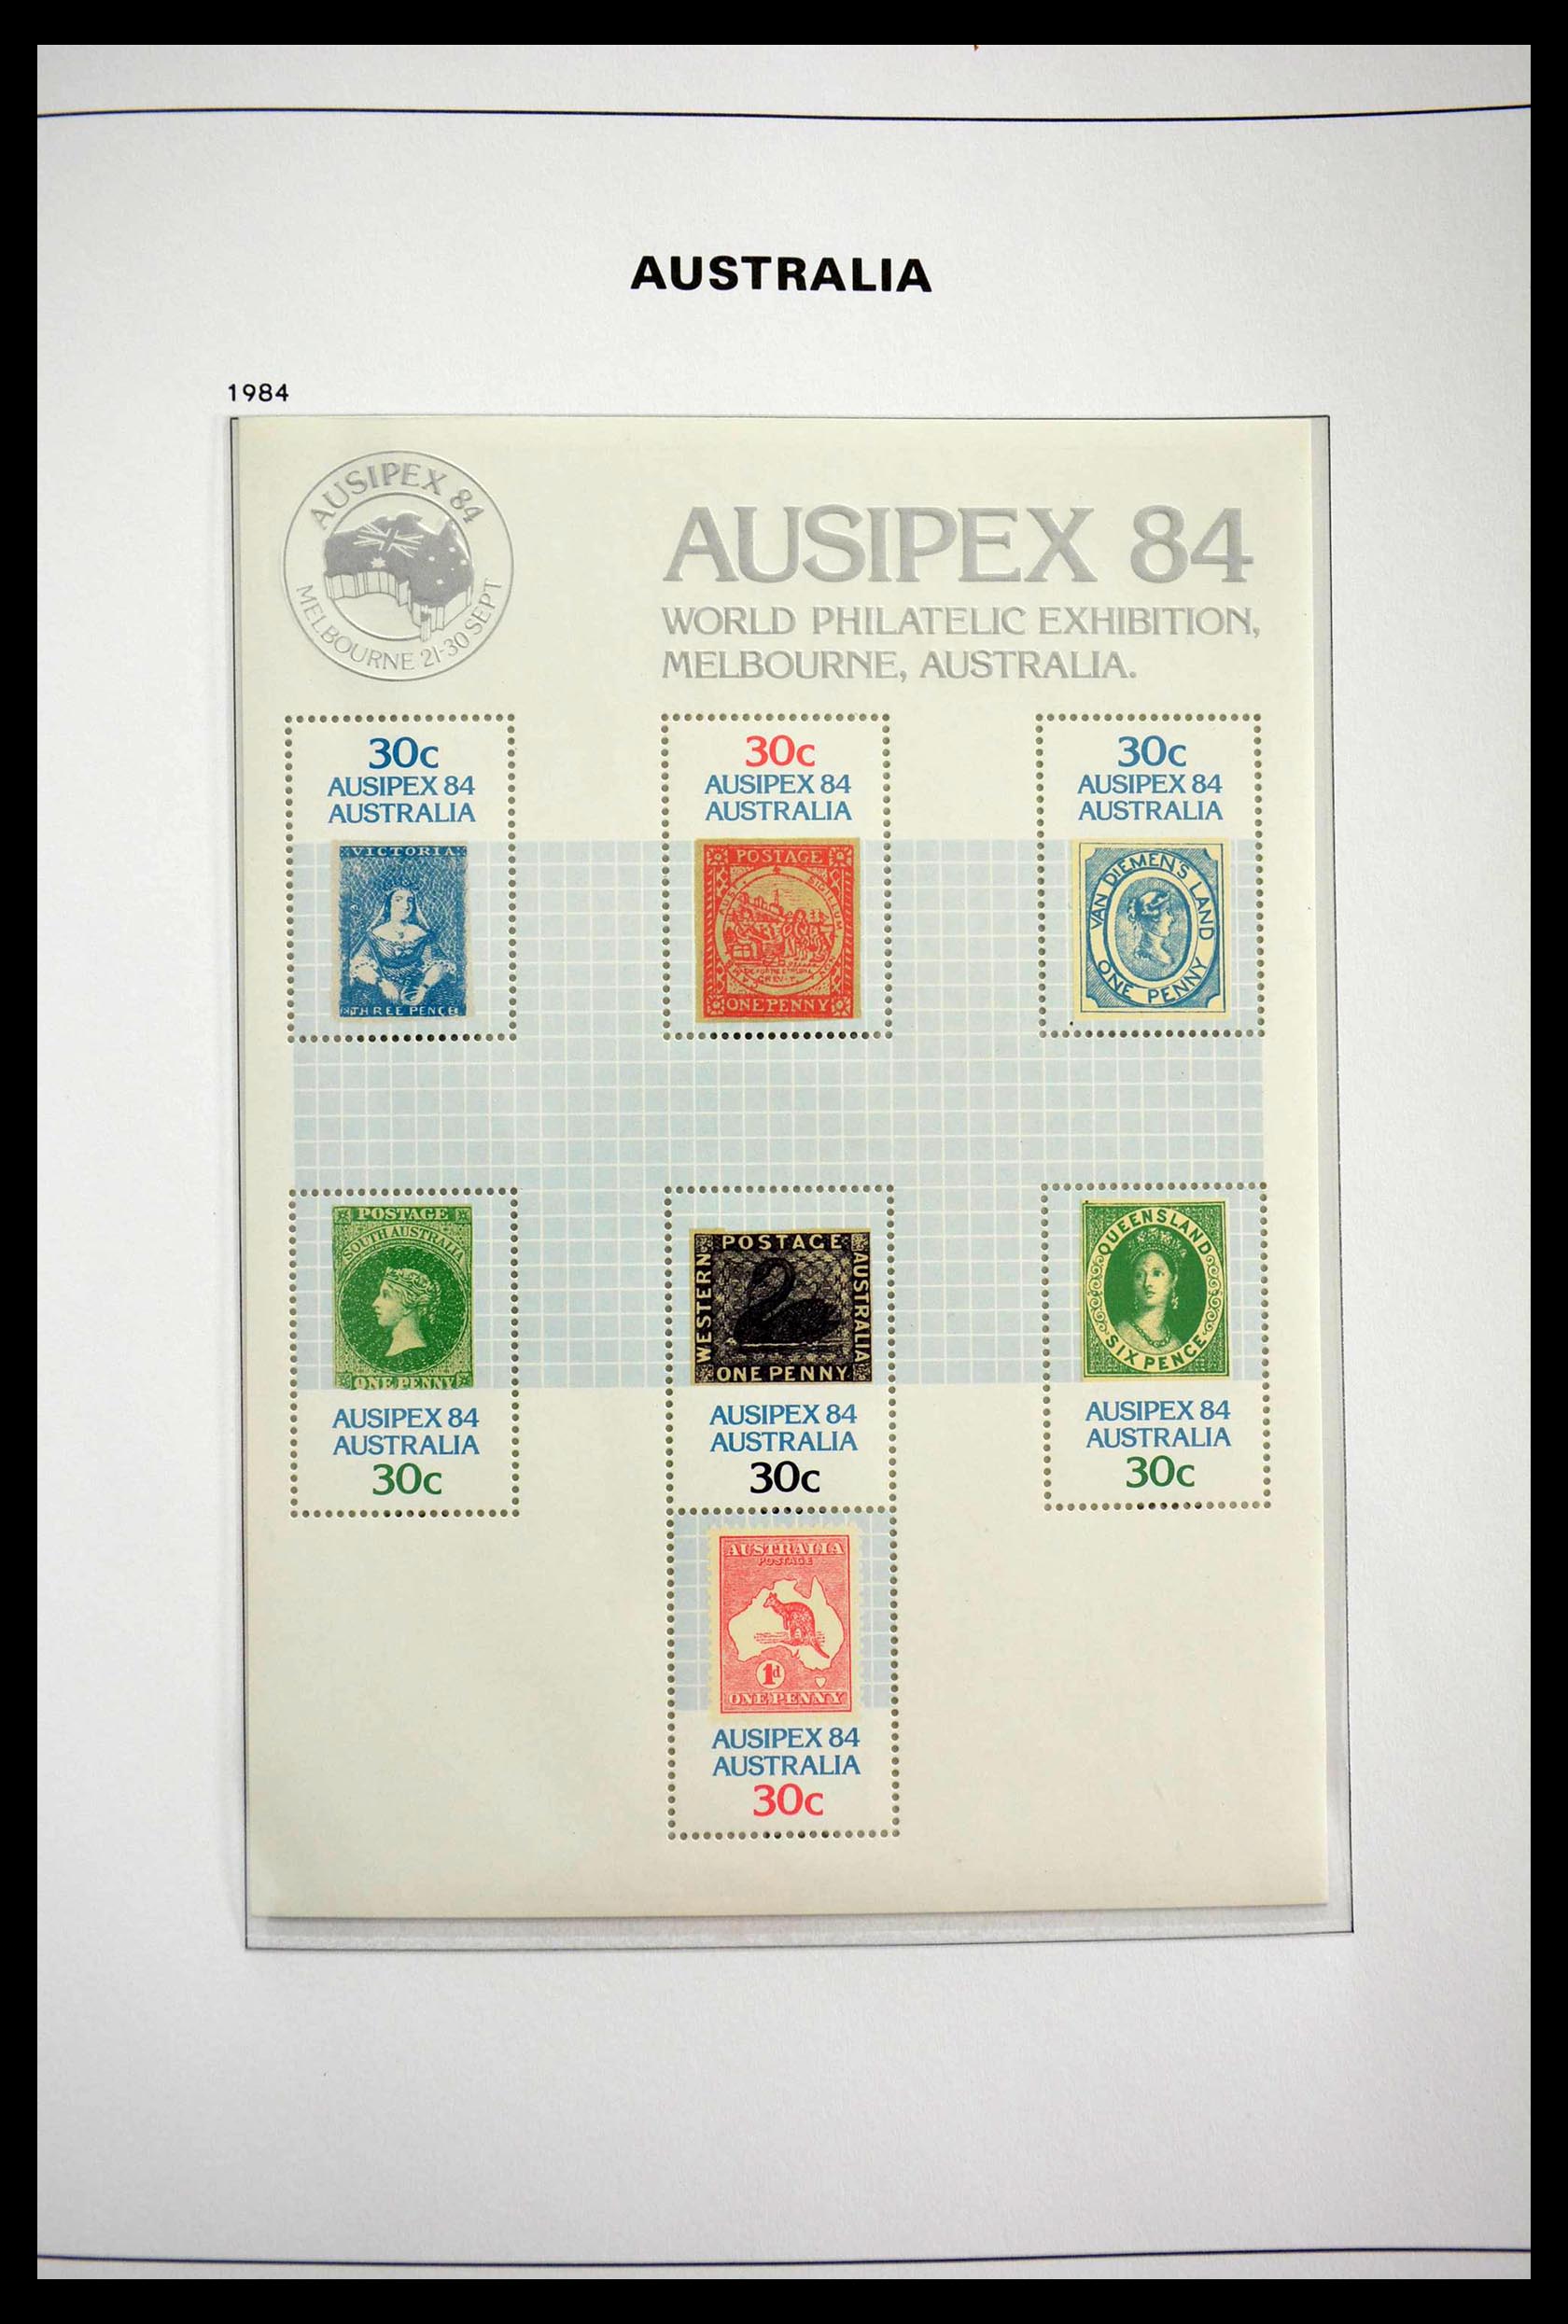 AUSTRALIA
1984
AUSIPEX 84
MELBOURNE 21-30 SEPT
AUSIPEX 84
WORLD PHILATELIC EXHIBITION,
MELBOURNE, AUSTRALIA.
30c
AUSIPEX 84
AUSTRALIA
VICTORIA
THREE PENCE
30c
AUSIPEX 84
AUSTRALIA
POSTAGE
ONE PENNY
30c
AUSIPEX 84
AUSTRALIA
VAN DIEMEN'S LAND
ONE PENNY
POSTAGE
SOUTH AUSTRALIA
ONE PENNY
AUSIPEX 84
AUSTRALIA
30c
POSTAGE
WESTERN
AUSTRALIA
ONE PENNY
AUSIPEX 84
AUSTRALIA
30c
QUEENSLAND
SIX PENCE
AUSIPEX 84
AUSTRALIA
30c
AUSTRALIA
POSTAGE
1d
ONE PENNY
AUSIPEX 84
AUSTRALIA
30c